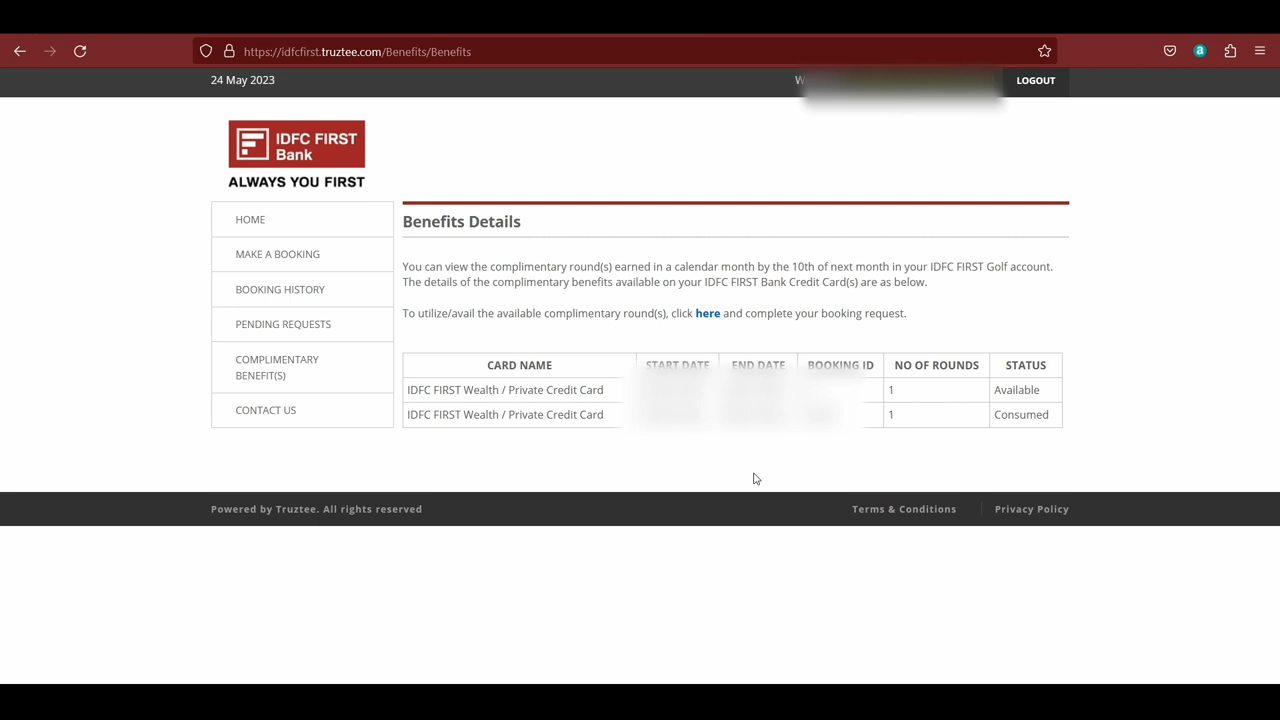 https://idfcfirst.truztee.com/Benefits/Benefits
a
24 May 2023
W
LOGOUT
IDFC FIRST
Bank
ALWAYS YOU FIRST
HOME
MAKE A BOOKING
BOOKING HISTORY
PENDING REQUESTS
COMPLIMENTARY
BENEFIT(S)
CONTACT US
Benefits Details
You can view the complimentary round(s) earned in a calendar month by the 10th of next month in your IDFC FIRST Golf account.
The details of the complimentary benefits available on your IDFC FIRST Bank Credit Card(s) are as below.
To utilize/avail the available complimentary round(s), click here and complete your booking request.
CARD NAME START DATE END DATE BOOKING ID NO OF ROUNDS STATUS
IDFC FIRST Wealth / Private Credit Card 1 Available
IDFC FIRST Wealth / Private Credit Card 1 Consumed
Powered by Truztee. All rights reserved
Terms & Conditions Privacy Policy